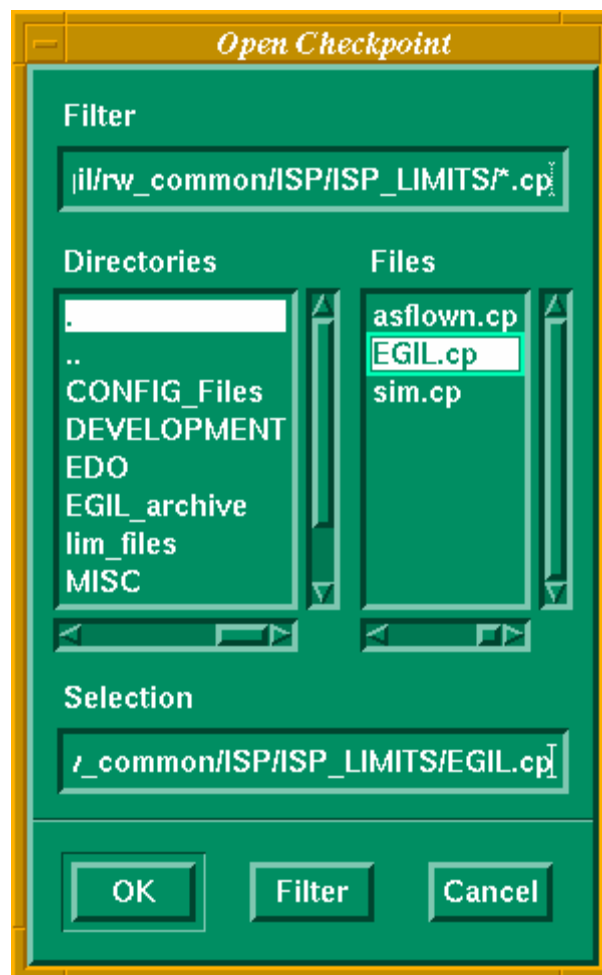 Open Checkpoint
Filter
il/rw_common/ISP/ISP_LIMITS/*.cp
Directories
.
..
CONFIG_Files
DEVELOPMENT
EDO
EGIL_archive
lim_files
MISC
Files
asflown.cp
EGIL.cp
sim.cp
Selection
_common/ISP/ISP_LIMITS/EGIL.cp
OK Filter Cancel